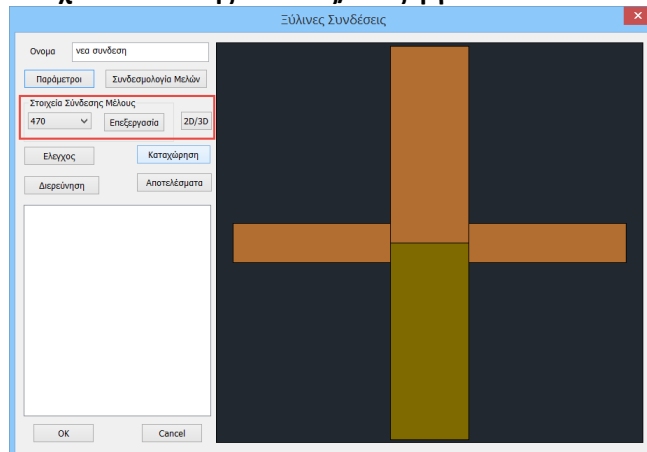 Ξύλινες Συνδέσεις
Ονομα νεα συνδεση
Παράμετροι Συνδεσμολογία Μελών
Στοιχεία Σύνδεσης Μέλους
470 Επεξεργασία 2D/3D
Ελεγχος Καταχώρηση
Διερεύνηση Αποτελέσματα
OK Cancel